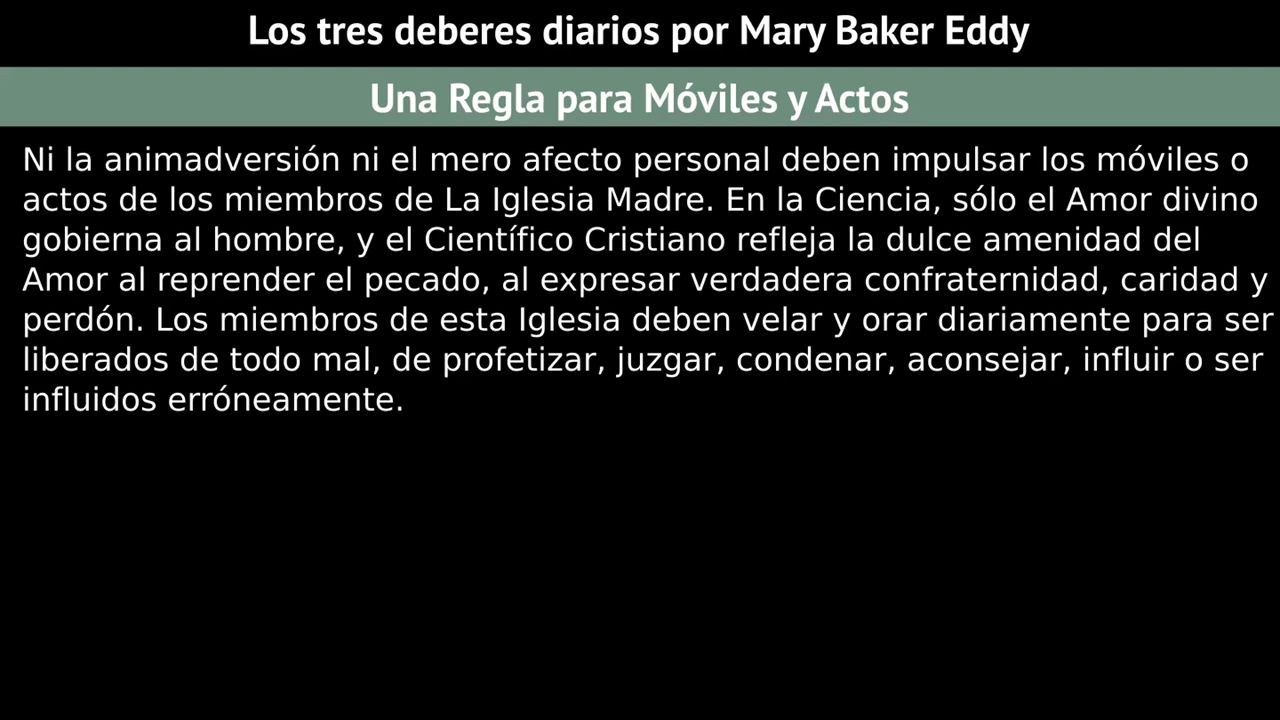 Los tres deberes diarios por Mary Baker Eddy
Una Regla para Móviles y Actos
Ni la animadversión ni el mero afecto personal deben impulsar los móviles o
actos de los miembros de La Iglesia Madre. En la Ciencia, sólo el Amor divino
gobierna al hombre, y el Científico Cristiano refleja la dulce amenidad del
Amor al reprender el pecado, al expresar verdadera confraternidad, caridad y
perdón. Los miembros de esta Iglesia deben velar y orar diariamente para ser
liberados de todo mal, de profetizar, juzgar, condenar, aconsejar, influir o ser
influidos erróneamente.